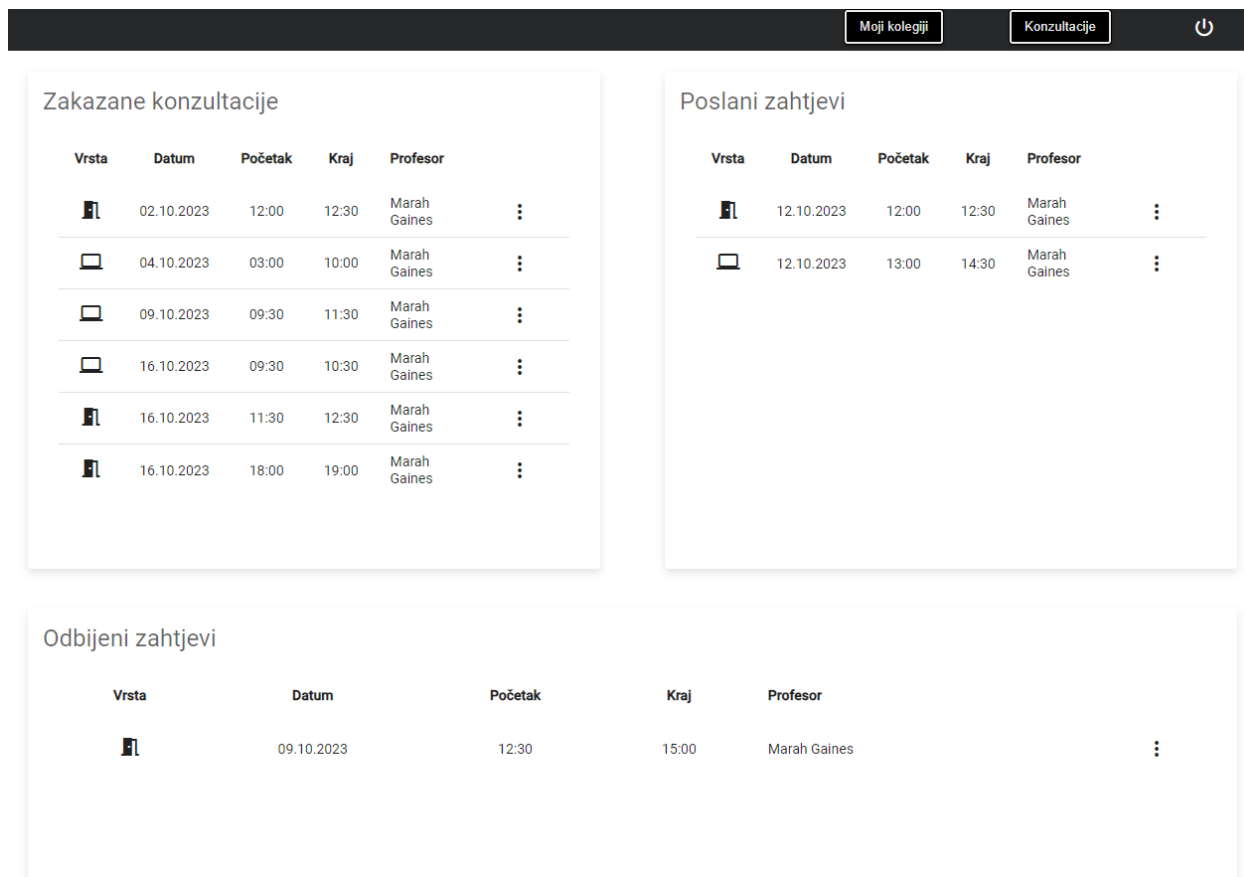 Moji kolegiji Konzultacije
Zakazane konzultacije
Vrsta Datum Početak Kraj Profesor
02.10.2023 12:00 12:30 Marah Gaines
04.10.2023 03:00 10:00 Marah Gaines
09.10.2023 09:30 11:30 Marah Gaines
16.10.2023 09:30 10:30 Marah Gaines
16.10.2023 11:30 12:30 Marah Gaines
16.10.2023 18:00 19:00 Marah Gaines
Poslani zahtjevi
Vrsta Datum Početak Kraj Profesor
12.10.2023 12:00 12:30 Marah Gaines
12.10.2023 13:00 14:30 Marah Gaines
Odbijeni zahtjevi
Vrsta Datum Početak Kraj Profesor
09.10.2023 12:30 15:00 Marah Gaines